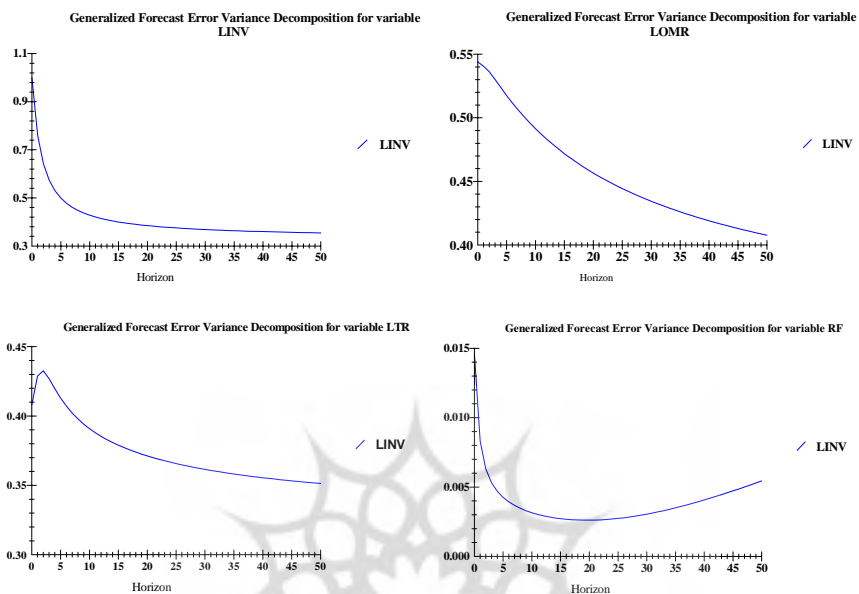 Generalized Forecast Error Variance Decomposition for variable
LINV
1.1
0.9
0.7
0.5
0.3
0 5 10 15 20 25 30 35 40 45 50
Horizon
LINV
Generalized Forecast Error Variance Decomposition for variable
LOMR
0.55
0.50
0.45
0.40
0 5 10 15 20 25 30 35 40 45 50
Horizon
LINV
Generalized Forecast Error Variance Decomposition for variable LTR
0.45
0.40
0.35
0.30
0 5 10 15 20 25 30 35 40 45 50
Horizon
LINV
Generalized Forecast Error Variance Decomposition for variable RF
0.015
0.010
0.005
0.000
0 5 10 15 20 25 30 35 40 45 50
Horizon
LINV